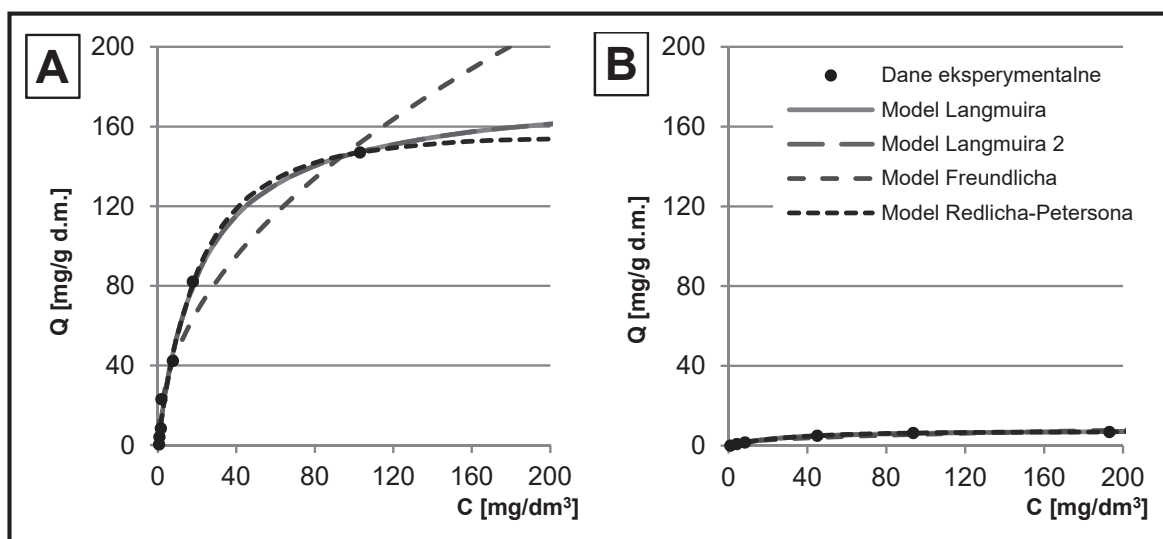 A
200
160
120
80
40
0
Q [mg/g d.m.]
0 40 80 120 160 200
C [mg/dm³]
B
200
160
120
80
40
0
Q [mg/g d.m.]
0 40 80 120 160 200
C [mg/dm³]
Dane eksperymentalne
Model Langmuira
Model Langmuira 2
Model Freundlicha
Model Redlicha-Petersona